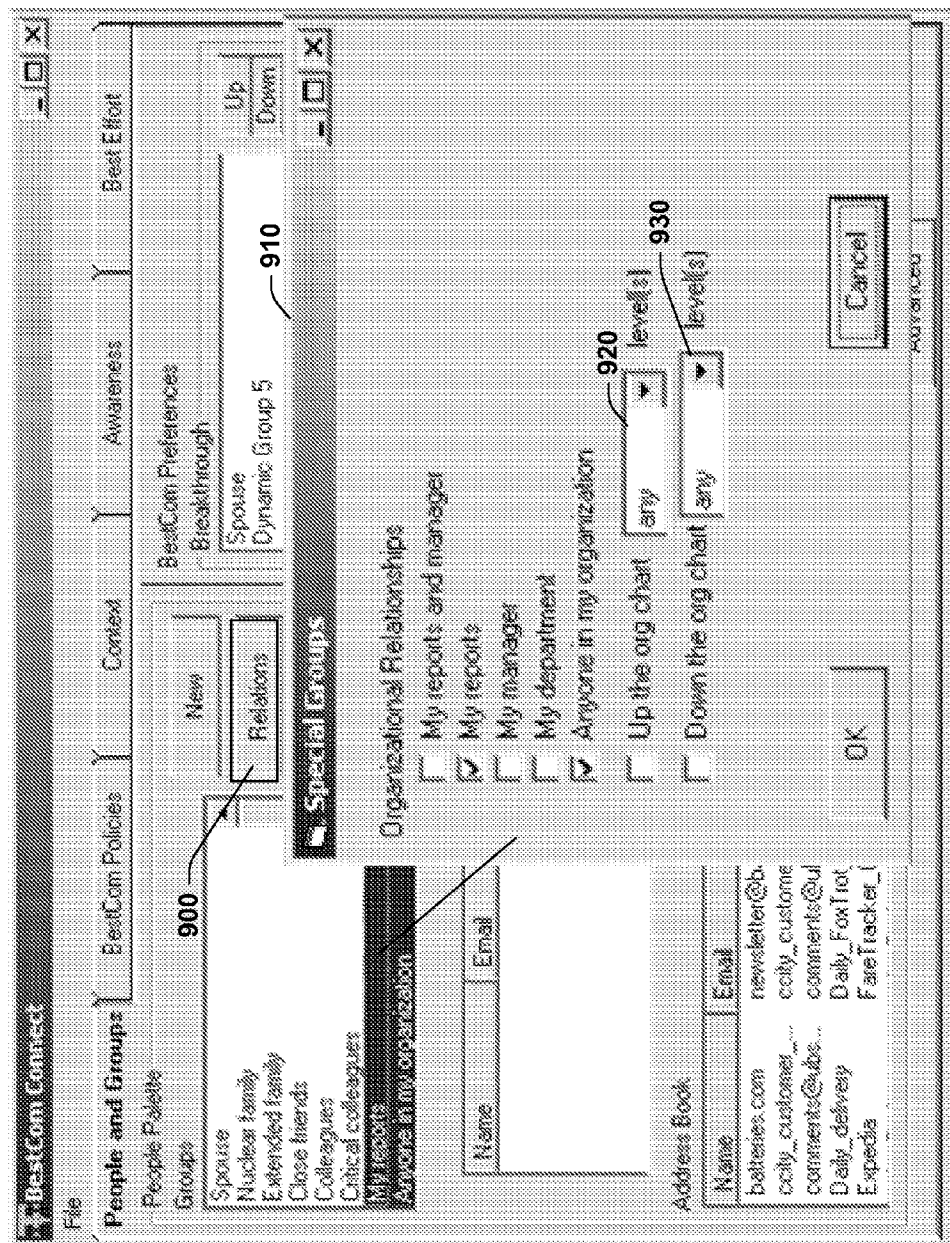 BestCom Connect
File
People and Groups
BestCom Policies
Context
Awareness
Best Effort
People Palette
Groups
900
New
Relations
Spouse
Nuclear family
Extended family
Close friends
Colleagues
Critical colleagues
My reports
Anyone in my organization
BestCom Preferences
Breakthrough
Spouse
Dynamic Group 5
Up
Down
910
Special Groups
Organizational Relationships
My reports and manager
My reports
My manager
My department
Anyone in my organization
920
Up the org chart any level(s)
930
Down the org chart any level(s)
OK
Cancel
Name Email
Address Book
Name Email
batteries.com newsletter@b
ccity_customer_... ccity_custome
comments@ubs... comments@ul
Daily_delivery Daily_FoxTrot
Expedia FareTracker_
Advanced